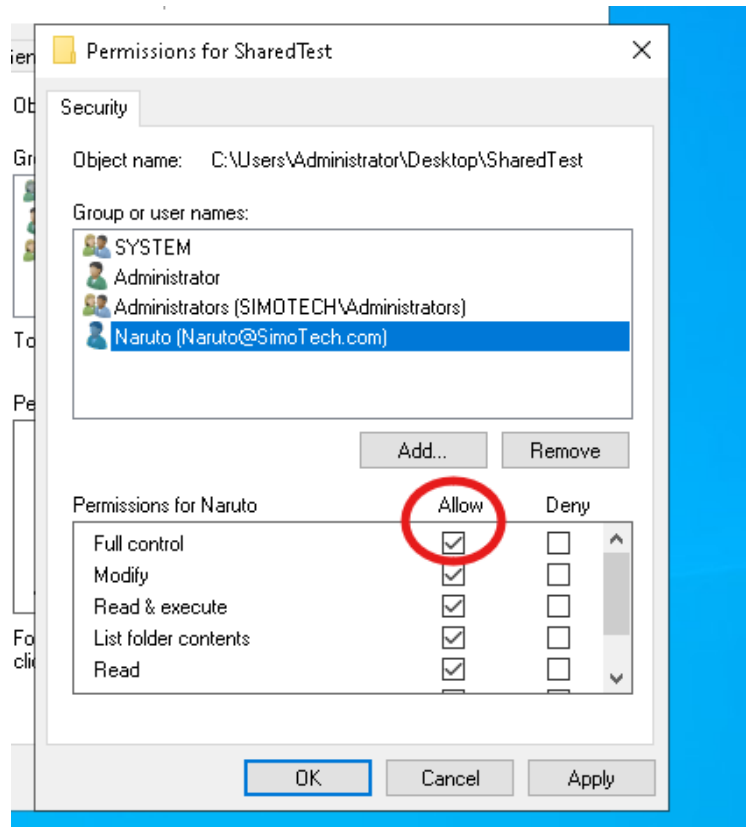 Permissions for SharedTest
Security
Object name: C:\Users\Administrator\Desktop\SharedTest
Group or user names:
SYSTEM
Administrator
Administrators (SIMOTECH\Administrators)
Naruto (Naruto@SimoTech.com)
Add... Remove
Permissions for Naruto Allow Deny
Full control
Modify
Read & execute
List folder contents
Read
OK Cancel Apply